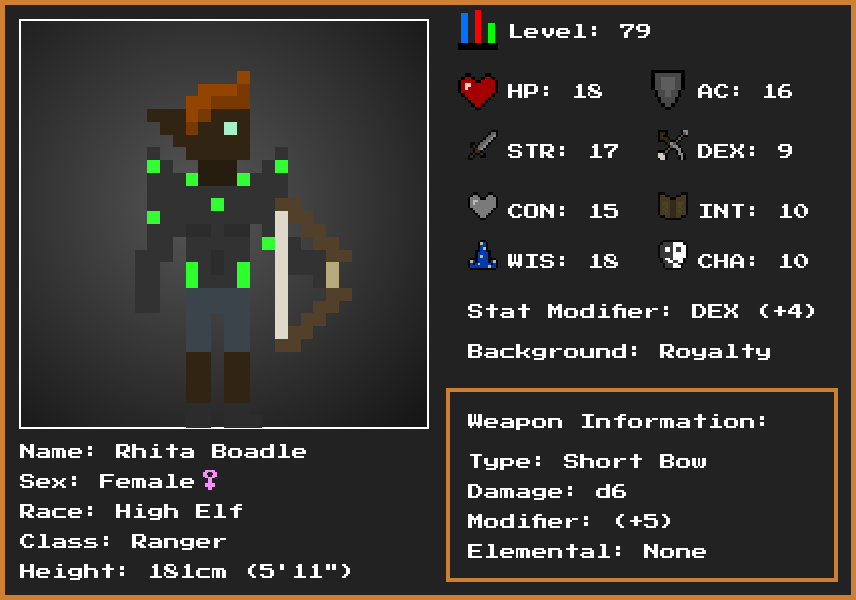 Level: 79
HP: 18 AC: 16
STR: 17 DEX: 9
CON: 15 INT: 10
WIS: 18 CHA: 10
Stat Modifier: DEX (+4)
Background: Royalty
Weapon Information:
Type: Short Bow
Damage: d6
Modifier: (+5)
Elemental: None
Name: Rhita Boadle
Sex: Female♀
Race: High Elf
Class: Ranger
Height: 181cm (5'11")